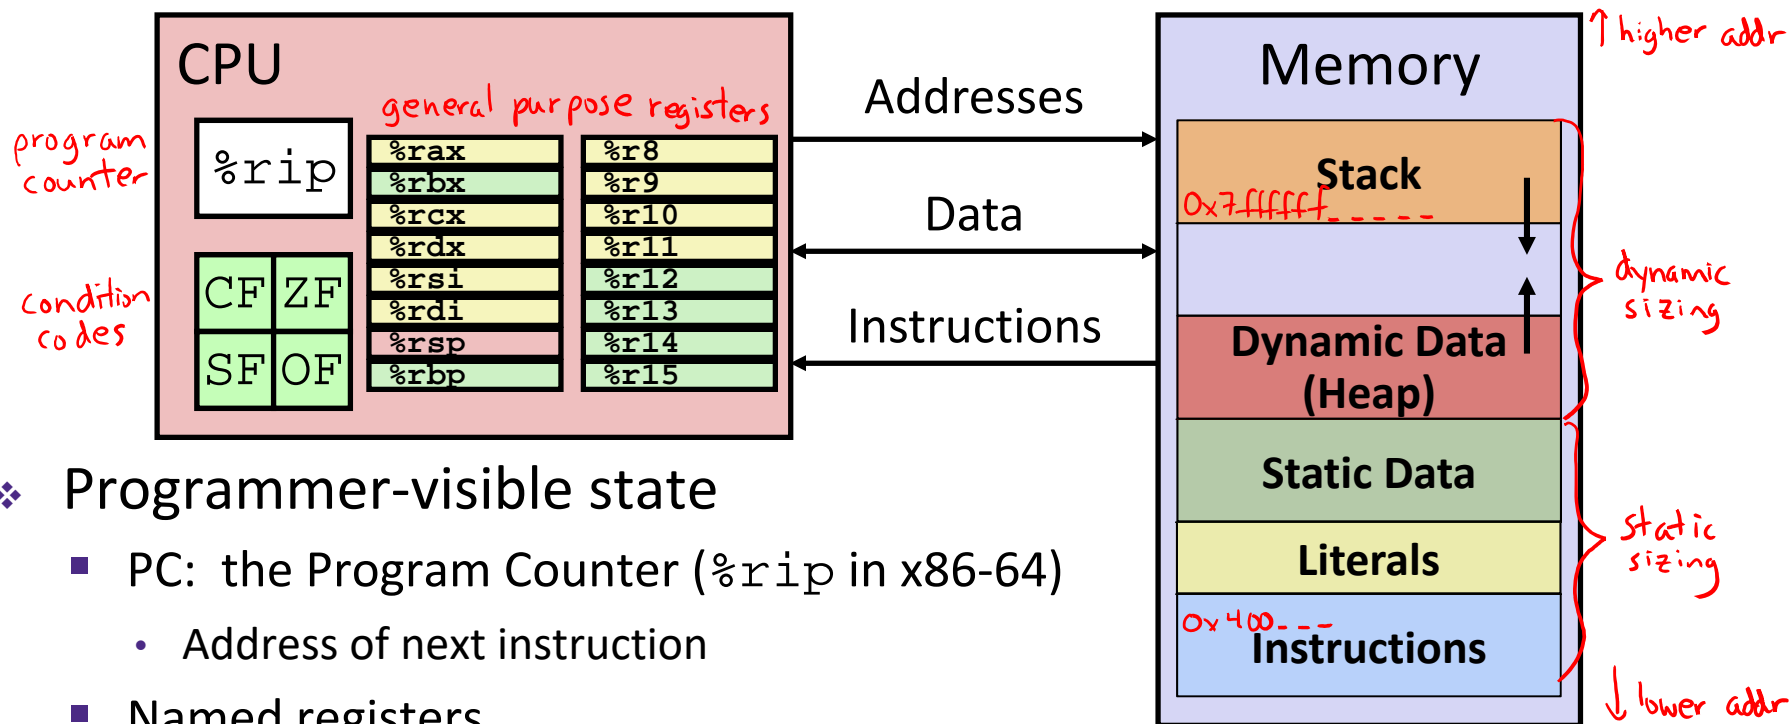 CPU
general purpose registers
program
counter
%rip
%rax
%rbx
%rcx
%rdx
%rsi
%rdi
%rsp
%rbp
%r8
%r9
%r10
%r11
%r12
%r13
%r14
%r15
condition
codes
CF ZF
SF OF
Addresses
Data
Instructions
↑ higher addr
Memory
Stack
0x7ffffff_ _ _ _ _
Dynamic Data
(Heap)
dynamic
sizing
Static Data
Literals
0x400_ _ _
Instructions
static
sizing
↓ lower addr
❖ Programmer-visible state
▪ PC: the Program Counter (%rip in x86-64)
• Address of next instruction
▪ Named registers